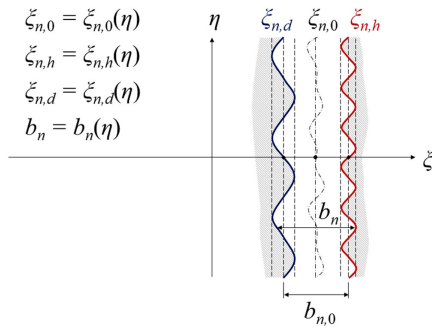 ξn,0 = ξn,0(η)
ξn,h = ξn,h(η)
ξn,d = ξn,d(η)
bn = bn(η)
η
ξn,d
ξn,0
ξn,h
ξ
bn
bn,0